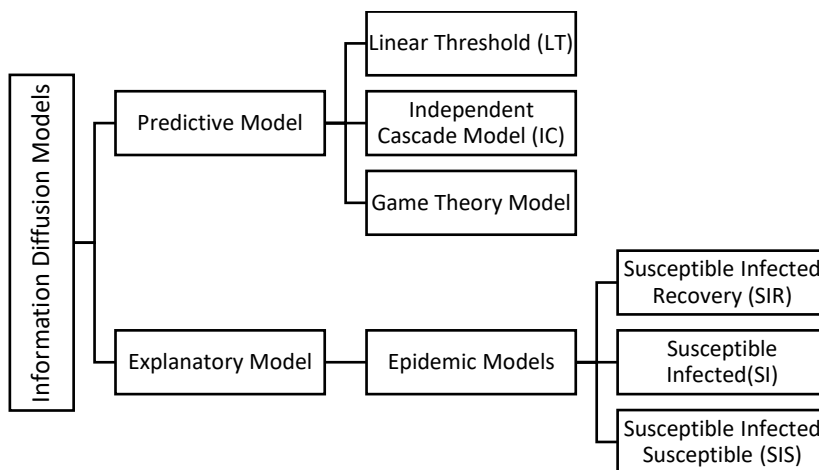 Information Diffusion Models
Predictive Model
Linear Threshold (LT)
Independent
Cascade Model (IC)
Game Theory Model
Explanatory Model
Epidemic Models
Susceptible Infected
Recovery (SIR)
Susceptible
Infected(SI)
Susceptible Infected
Susceptible (SIS)